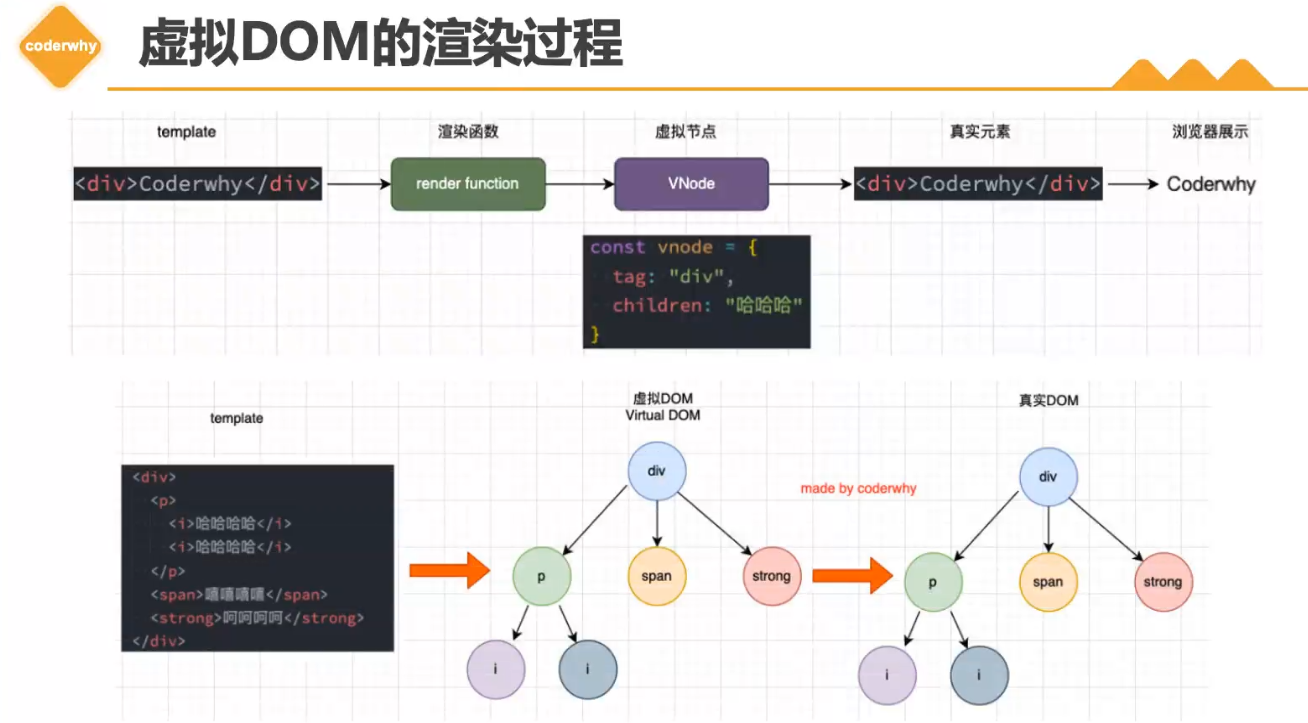 coderwhy
虚拟DOM的渲染过程
template
渲染函数
虚拟节点
真实元素
浏览器展示
<div>Coderwhy</div>
render function
VNode
<div>Coderwhy</div>
Coderwhy
const vnode = {
tag: "div",
children: "哈哈哈"
}
template
虚拟DOM
Virtual DOM
真实DOM
<div>
<p>
<i>哈哈哈哈</i>
<i>哈哈哈哈</i>
</p>
<span>嘻嘻嘻嘻</span>
<strong>呵呵呵呵</strong>
</div>
div
p
span
strong
i
i
made by coderwhy
div
p
span
strong
i
i